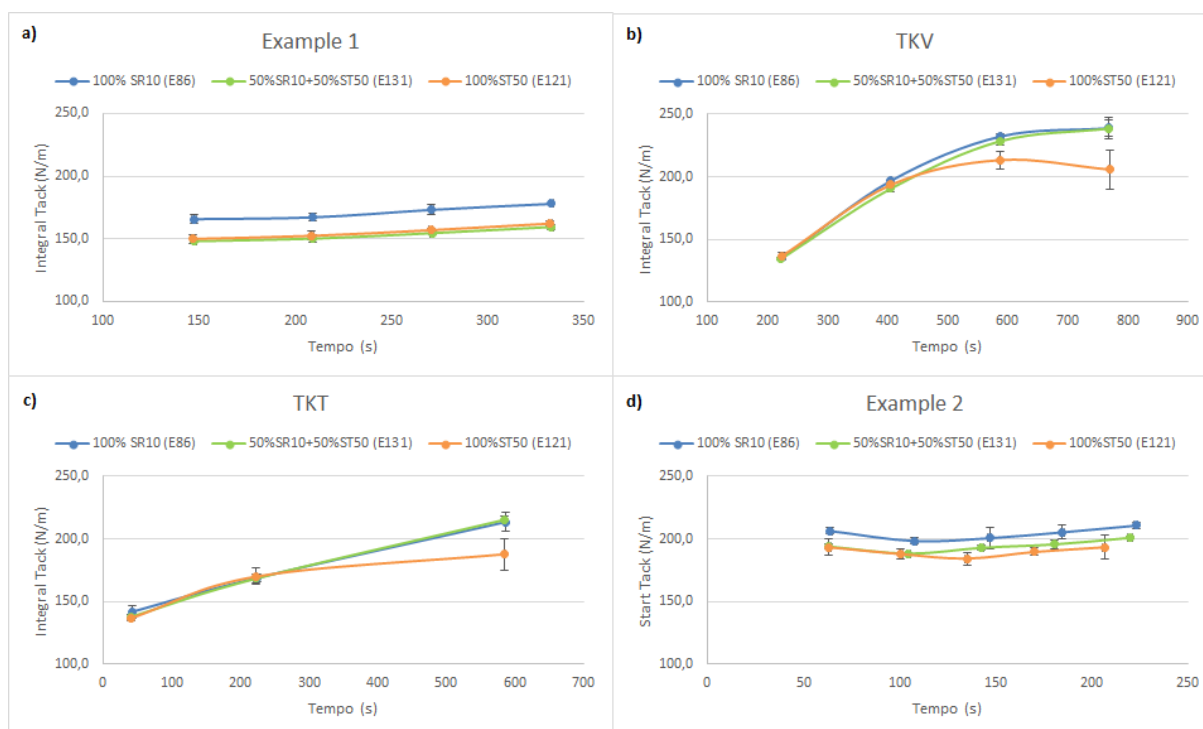 a)
Example 1
100% SR10 (E86) 50%SR10+50%ST50 (E131) 100%ST50 (E121)
250,0
200,0
150,0
100,0
Integral Tack (N/m)
100 150 200 250 300 350
Tempo (s)
b)
TKV
100% SR10 (E86) 50%SR10+50%ST50 (E131) 100%ST50 (E121)
250,0
200,0
150,0
100,0
Integral Tack (N/m)
100 200 300 400 500 600 700 800 900
Tempo (s)
c)
TKT
100% SR10 (E86) 50%SR10+50%ST50 (E131) 100%ST50 (E121)
250,0
200,0
150,0
100,0
Integral Tack (N/m)
0 100 200 300 400 500 600 700
Tempo (s)
d)
Example 2
100% SR10 (E86) 50%SR10+50%ST50 (E131) 100%ST50 (E121)
250,0
200,0
150,0
100,0
Start Tack (N/m)
0 50 100 150 200 250
Tempo (s)